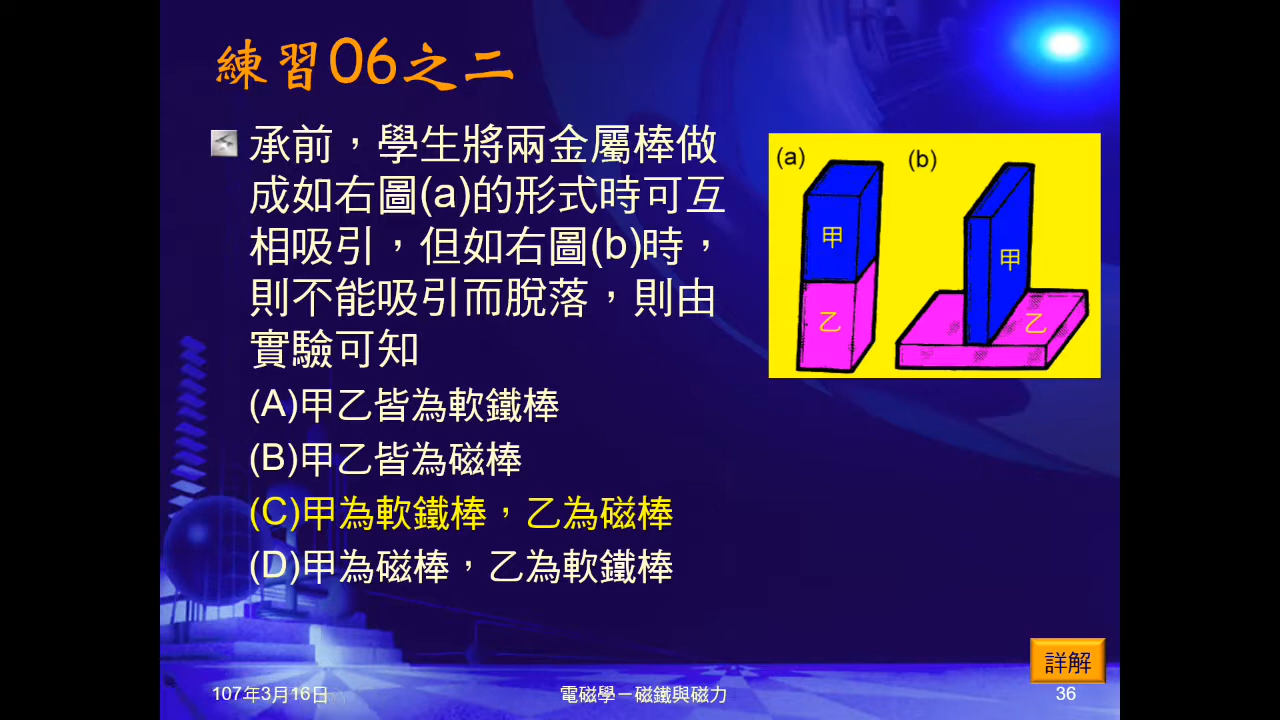 練習06之二
承前，學生將兩金屬棒做
成如右圖(a)的形式時可互
相吸引，但如右圖(b)時，
則不能吸引而脫落，則由
實驗可知
(A)甲乙皆為軟鐵棒
(B)甲乙皆為磁棒
(C)甲為軟鐵棒，乙為磁棒
(D)甲為磁棒，乙為軟鐵棒
(a)
(b)
甲
乙
甲
乙
詳解
107年3月16日
電磁學－磁鐵與磁力
36